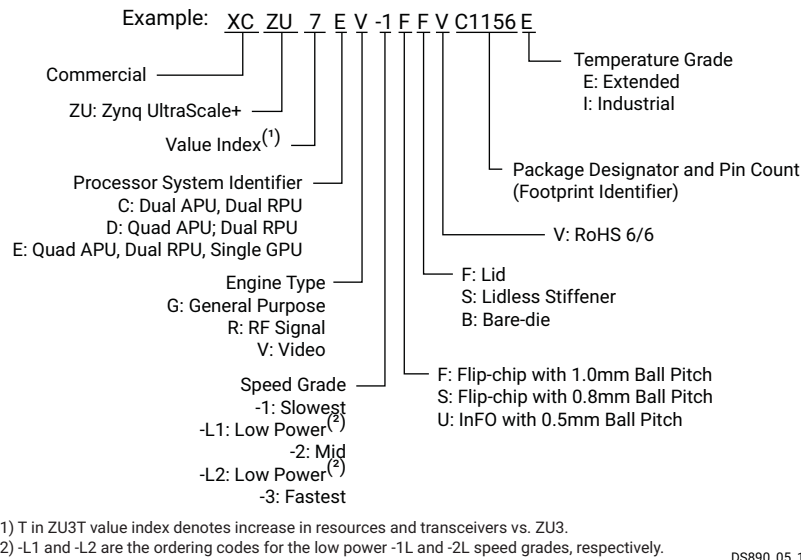 Example: XC ZU 7 E V -1 F F V C1156 E
Commercial
ZU: Zynq UltraScale+
Value Index(1)
Processor System Identifier
C: Dual APU, Dual RPU
D: Quad APU; Dual RPU
E: Quad APU, Dual RPU, Single GPU
Engine Type
G: General Purpose
R: RF Signal
V: Video
Speed Grade
-1: Slowest
-L1: Low Power(2)
-2: Mid
-L2: Low Power(2)
-3: Fastest
Temperature Grade
E: Extended
I: Industrial
Package Designator and Pin Count
(Footprint Identifier)
V: RoHS 6/6
F: Lid
S: Lidless Stiffener
B: Bare-die
F: Flip-chip with 1.0mm Ball Pitch
S: Flip-chip with 0.8mm Ball Pitch
U: InFO with 0.5mm Ball Pitch
1) T in ZU3T value index denotes increase in resources and transceivers vs. ZU3.
2) -L1 and -L2 are the ordering codes for the low power -1L and -2L speed grades, respectively.
DS890_05_1